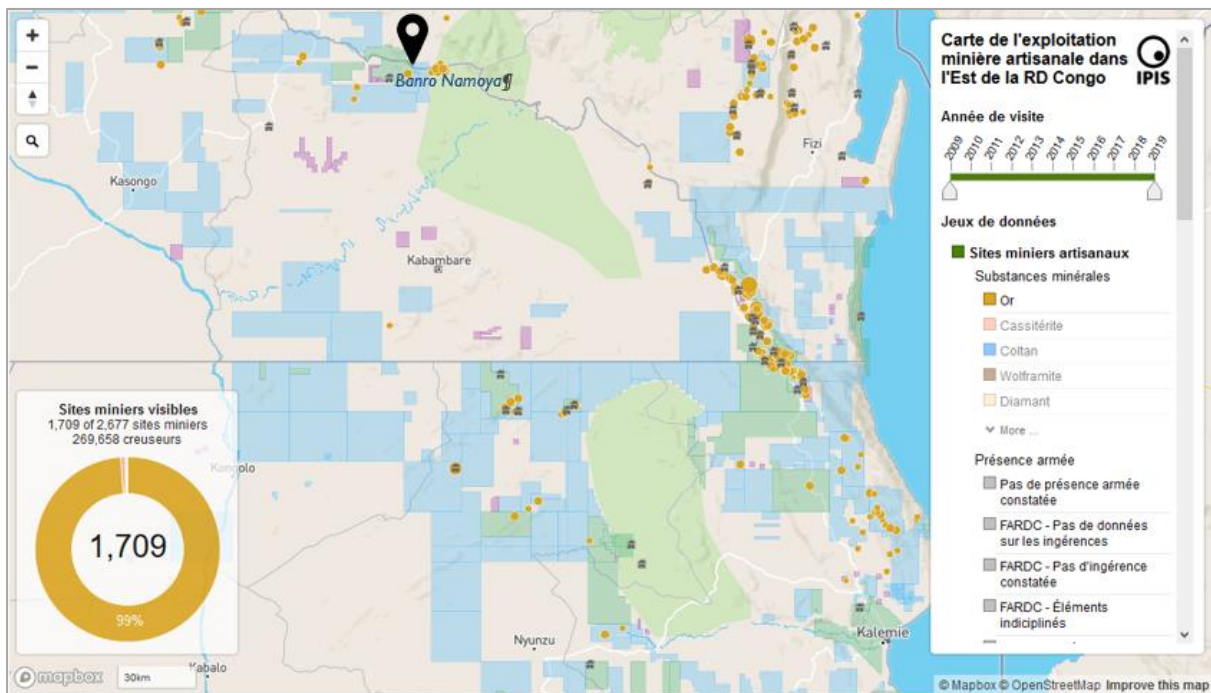 Banro Namoya¶
Kasongo
Fizi
Kabambare
Kongolo
Nyunzu
Kalemie
Kabalo
Carte de l'exploitation
minière artisanale dans
l'Est de la RD Congo
IPIS
Année de visite
2009
2010
2011
2012
2013
2014
2015
2016
2017
2018
2019
Jeux de données
Sites miniers artisanaux
Substances minérales
Or
Cassitérite
Coltan
Wolframite
Diamant
More ...
Présence armée
Pas de présence armée
constatée
FARDC - Pas de données
sur les ingérences
FARDC - Pas d'ingérence
constatée
FARDC - Éléments
indiciplinés
Sites miniers visibles
1,709 of 2,677 sites miniers
269,658 creuseurs
1,709
99%
mapbox
30km
© Mapbox © OpenStreetMap Improve this map